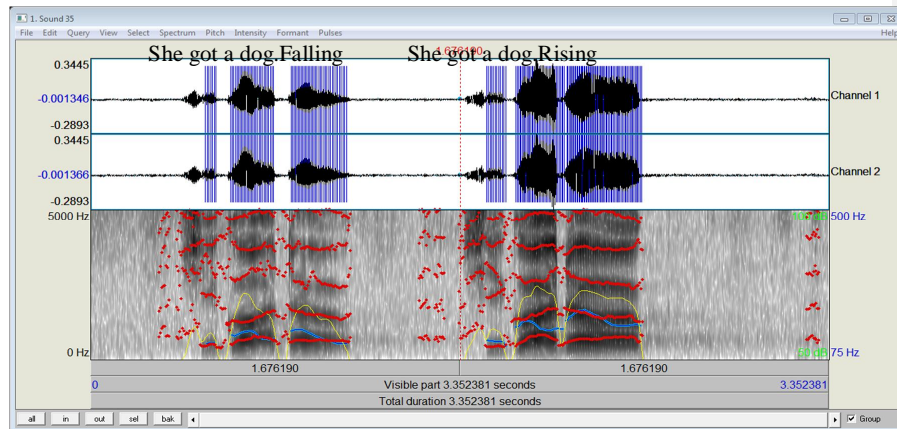 1. Sound 35
File Edit Query View Select Spectrum Pitch Intensity Formant Pulses Help
She got a dog.Falling She got a dog.Rising
1.676190
0.3445
-0.001346 Channel 1
-0.2893
0.3445
-0.001366 Channel 2
-0.2893
5000 Hz 500 Hz
0 Hz 75 Hz
1.676190 1.676190
0 Visible part 3.352381 seconds 3.352381
Total duration 3.352381 seconds
all in out sel bak Group